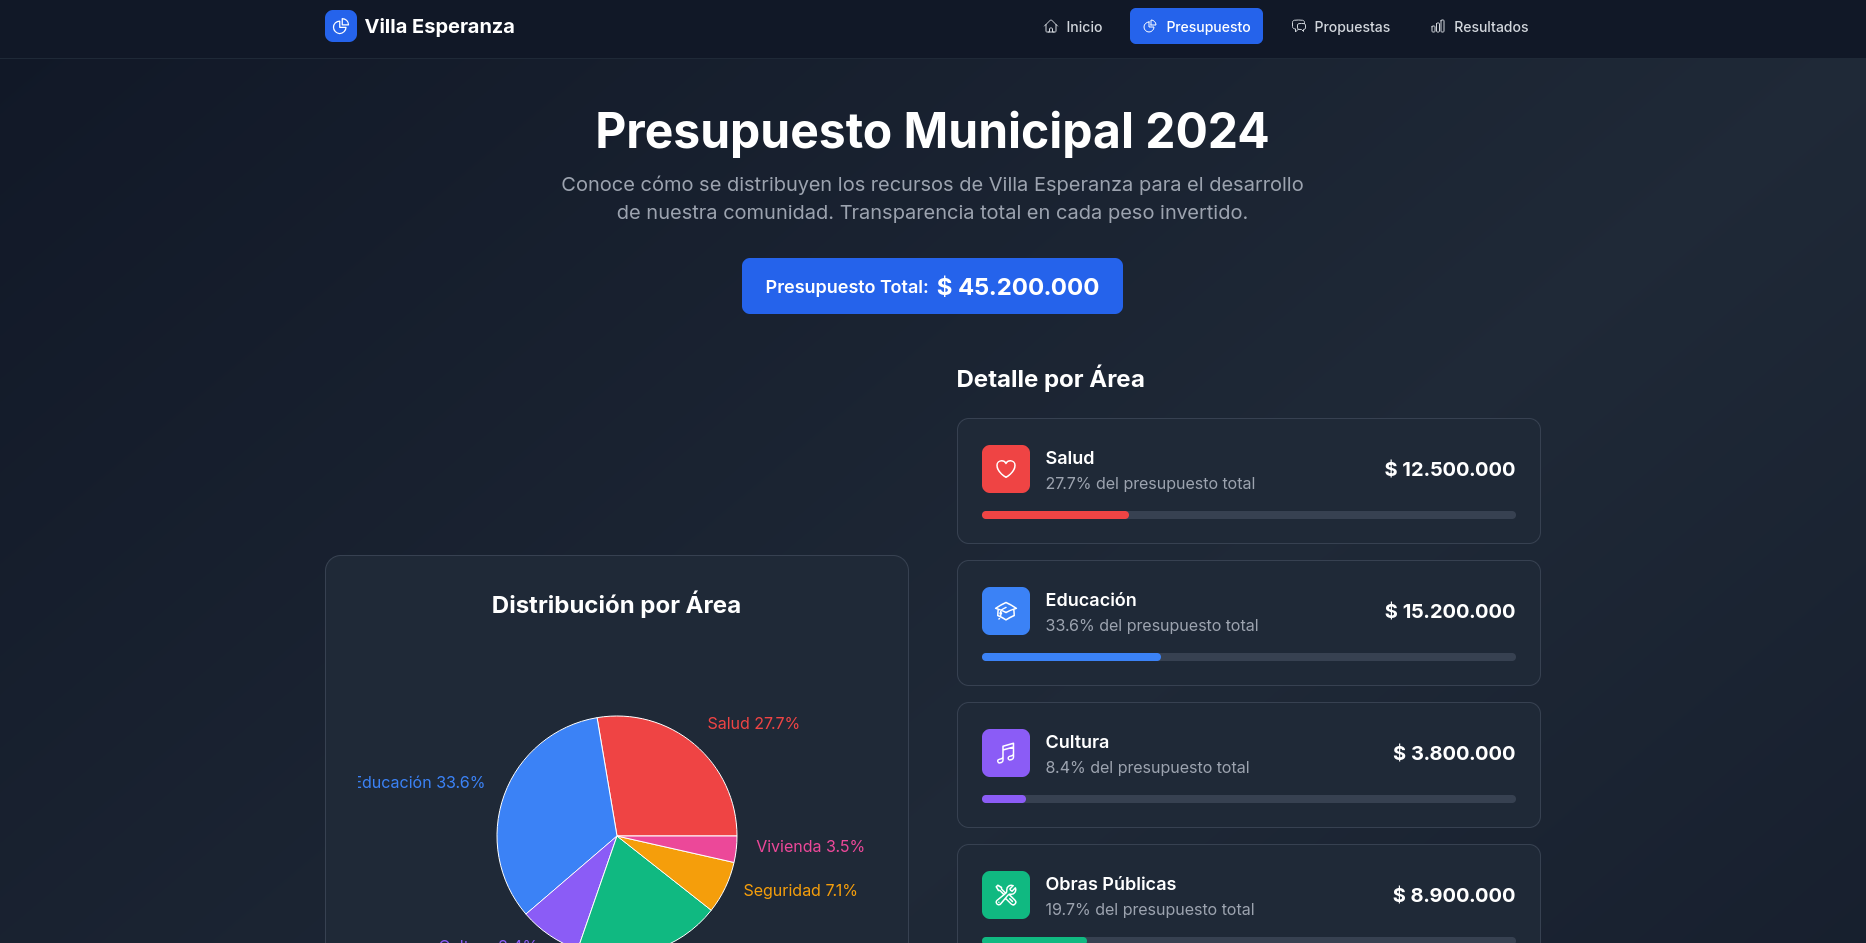 Villa Esperanza
Inicio
Presupuesto
Propuestas
Resultados
Presupuesto Municipal 2024
Conoce cómo se distribuyen los recursos de Villa Esperanza para el desarrollo
de nuestra comunidad. Transparencia total en cada peso invertido.
Presupuesto Total: $ 45.200.000
Distribución por Área
Salud 27.7%
Educación 33.6%
Vivienda 3.5%
Seguridad 7.1%
Detalle por Área
Salud
27.7% del presupuesto total
$ 12.500.000
Educación
33.6% del presupuesto total
$ 15.200.000
Cultura
8.4% del presupuesto total
$ 3.800.000
Obras Públicas
19.7% del presupuesto total
$ 8.900.000